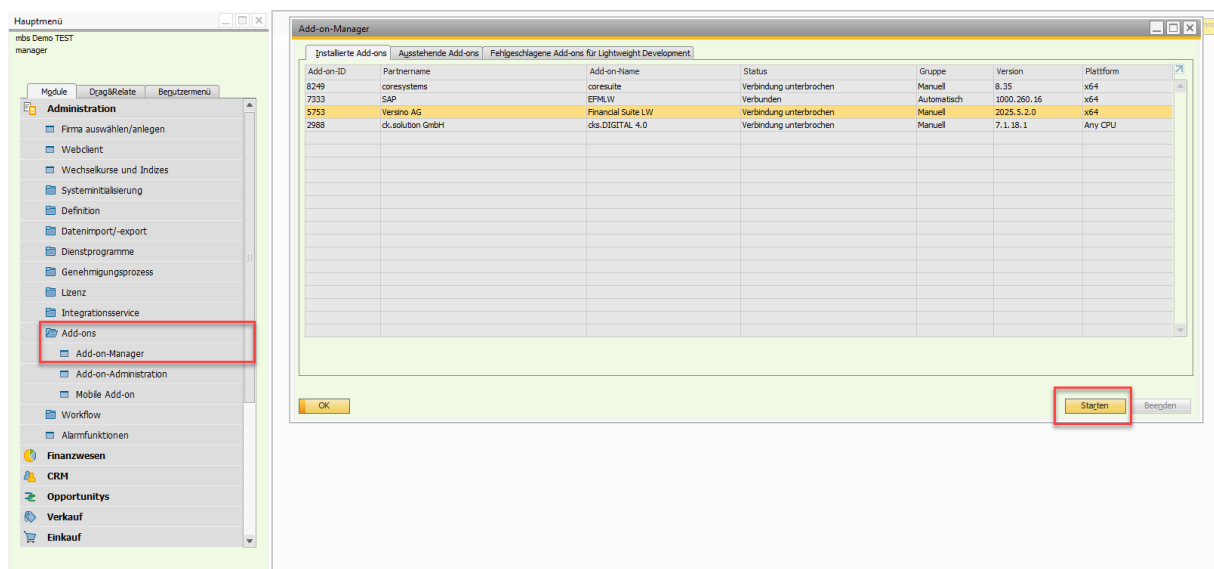 Hauptmenü
mbs Demo TEST
manager
Module Drag&Relate Benutzermenü
Administration
Firma auswählen/anlegen
Webclient
Wechselkurse und Indizes
Systeminitialisierung
Definition
Datenimport/-export
Dienstprogramme
Genehmigungsprozess
Lizenz
Integrationsservice
Add-ons
Add-on-Manager
Add-on-Administration
Mobile Add-on
Workflow
Alarmfunktionen
Finanzwesen
CRM
Opportunitys
Verkauf
Einkauf
Add-on-Manager
Installierte Add-ons Ausstehende Add-ons Fehlgeschlagene Add-ons für Lightweight Development
Add-on-ID Partnername Add-on-Name Status Gruppe Version Plattform
8249 coresystems coresuite Verbindung unterbrochen Manuell 8.35 x64
7333 SAP EFMLW Verbunden Automatisch 1000.260.16 x64
5753 Versino AG Financial Suite LW Verbindung unterbrochen Manuell 2025.5.2.0 x64
2988 ck.solution GmbH cks.DIGITAL 4.0 Verbindung unterbrochen Manuell 7.1.18.1 Any CPU
OK Starten Beenden